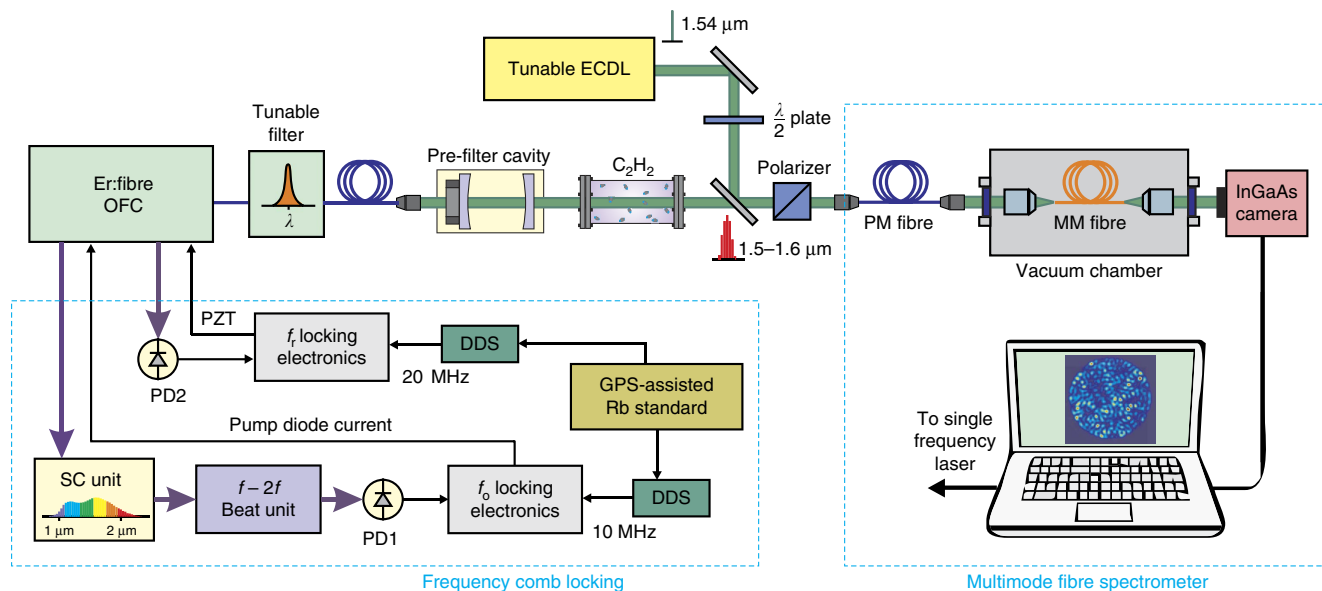 1.54 μm
Tunable ECDL
λ/2 plate
Tunable
filter
λ
Er:fibre
OFC
Pre-filter cavity
C₂H₂
Polarizer
1.5–1.6 μm
PM fibre
MM fibre
Vacuum chamber
InGaAs
camera
PZT
PD2
fᵣ locking
electronics
20 MHz
DDS
GPS-assisted
Rb standard
Pump diode current
SC unit
1 μm 2 μm
f – 2f
Beat unit
PD1
fₒ locking
electronics
10 MHz
DDS
Frequency comb locking
To single
frequency
laser
Multimode fibre spectrometer